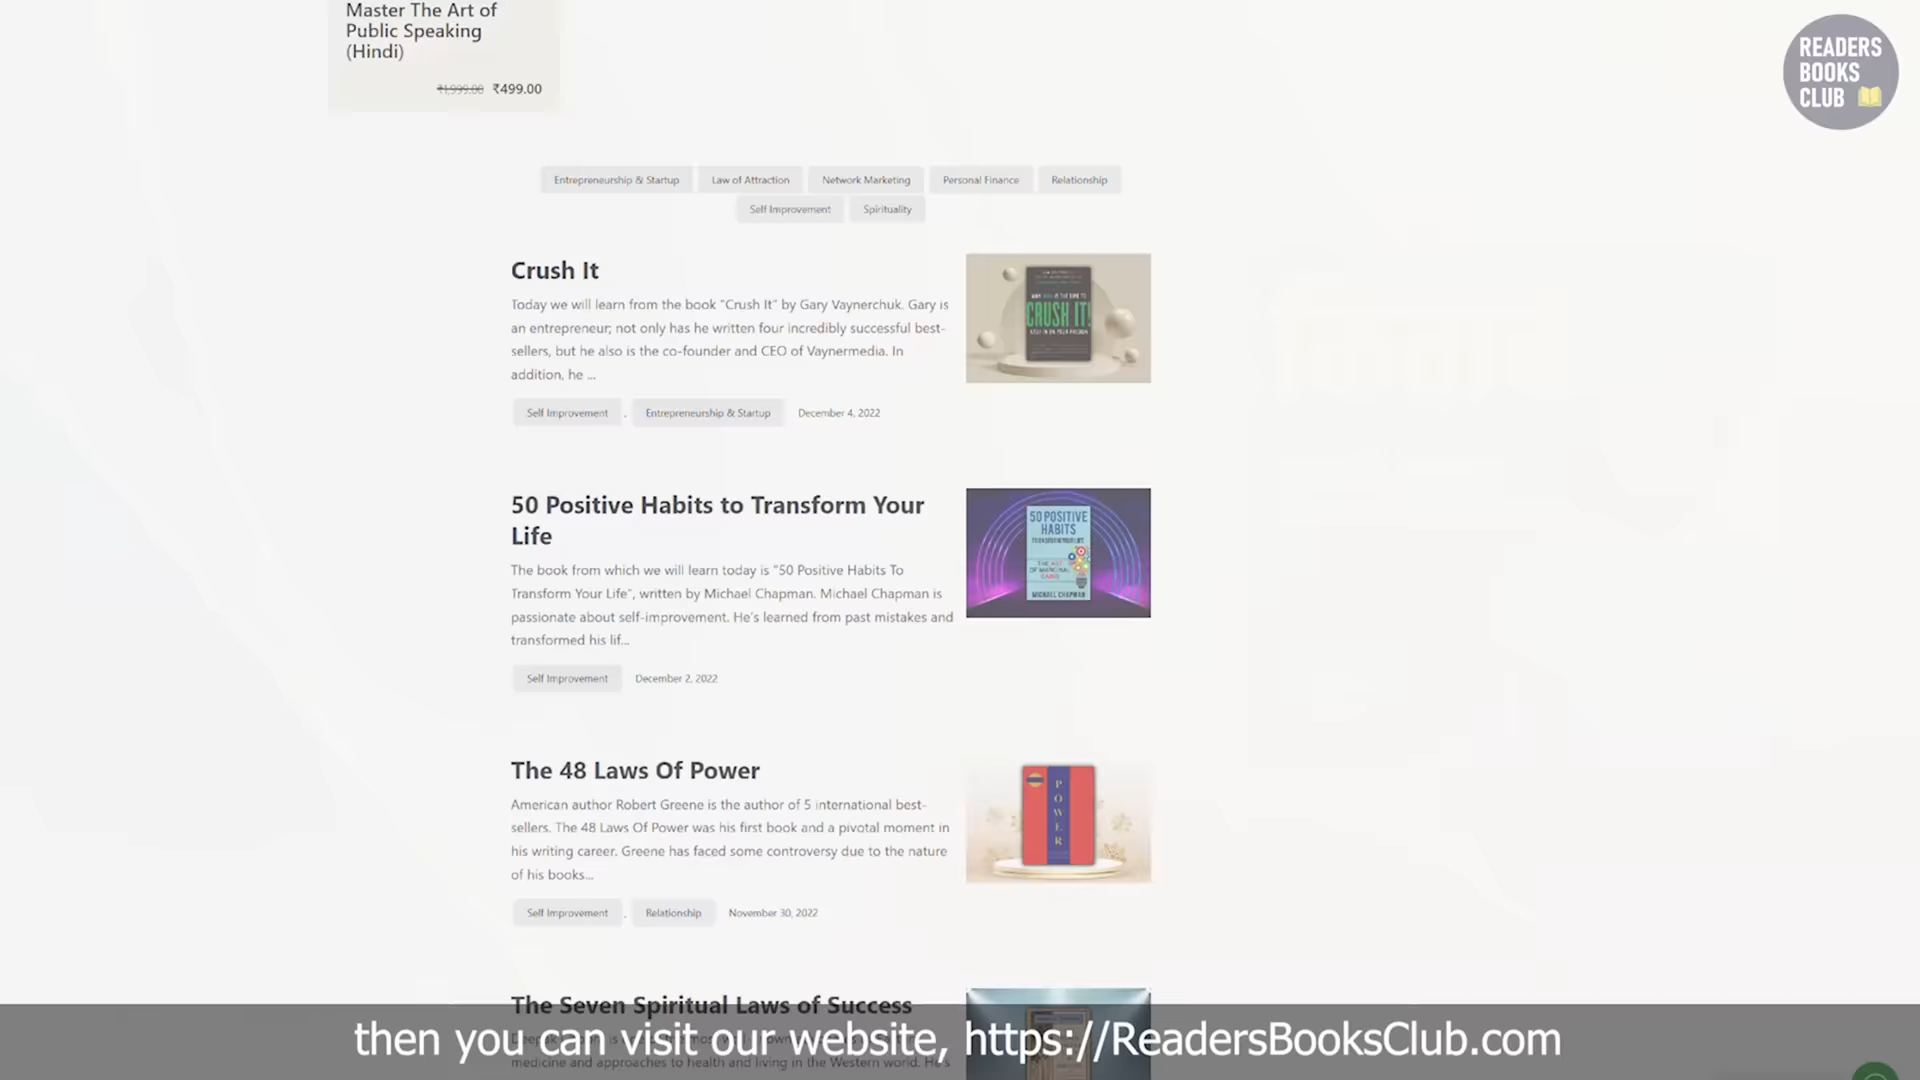 Master The Art of
Public Speaking
(Hindi)
₹1,999.00 ₹499.00
READERS
BOOKS
CLUB
Entrepreneurship & Startup Law of Attraction Network Marketing Personal Finance Relationship
Self Improvement Spirituality
Crush It
Today we will learn from the book “Crush It” by Gary Vaynerchuk. Gary is
an entrepreneur; not only has he written four incredibly successful best-
sellers, but he also is the co-founder and CEO of Vaynermedia. In
addition, he ...
CRUSH IT!
Self Improvement , Entrepreneurship & Startup December 4, 2022
50 Positive Habits to Transform Your
Life
The book from which we will learn today is “50 Positive Habits To
Transform Your Life”, written by Michael Chapman. Michael Chapman is
passionate about self-improvement. He’s learned from past mistakes and
transformed his lif...
50 POSITIVE
HABITS
TO TRANSFORM YOUR LIFE
THE ART
OF MARGINAL
GAINS
MICHAEL CHAPMAN
Self Improvement December 2, 2022
The 48 Laws Of Power
American author Robert Greene is the author of 5 international best-
sellers. The 48 Laws Of Power was his first book and a pivotal moment in
his writing career. Greene has faced some controversy due to the nature
of his books...
POWER
Self Improvement , Relationship November 30, 2022
The Seven Spiritual Laws of Success
then you can visit our website, https://ReadersBooksClub.com
medicine and approaches to health and living in the Western world. He’s